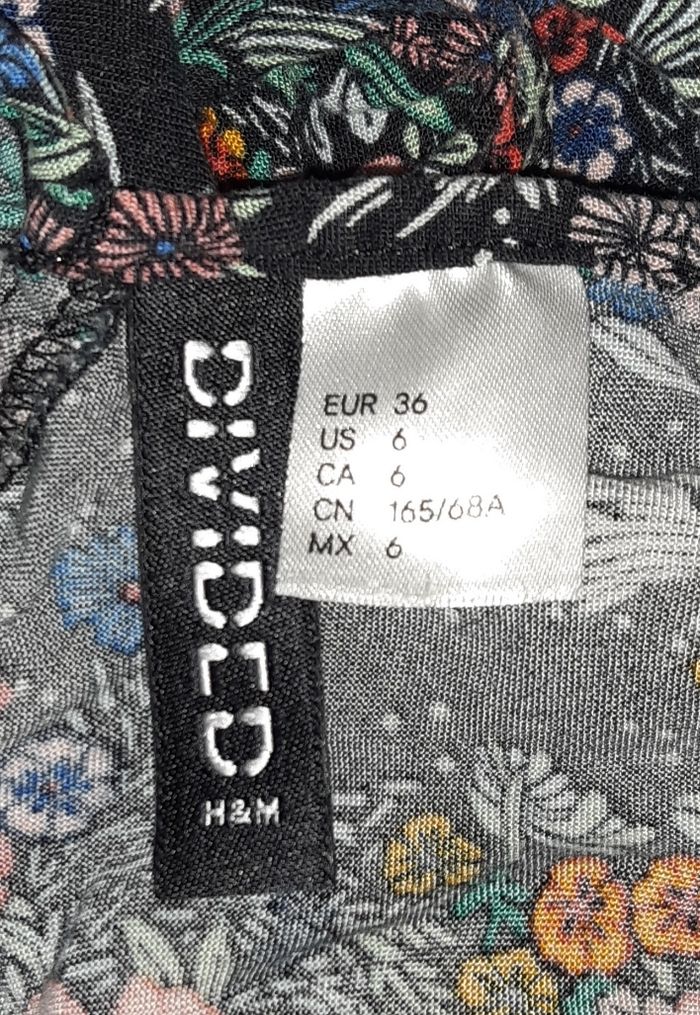 DIVIDED
H&M
EUR 36
US 6
CA 6
CN 165/68A
MX 6